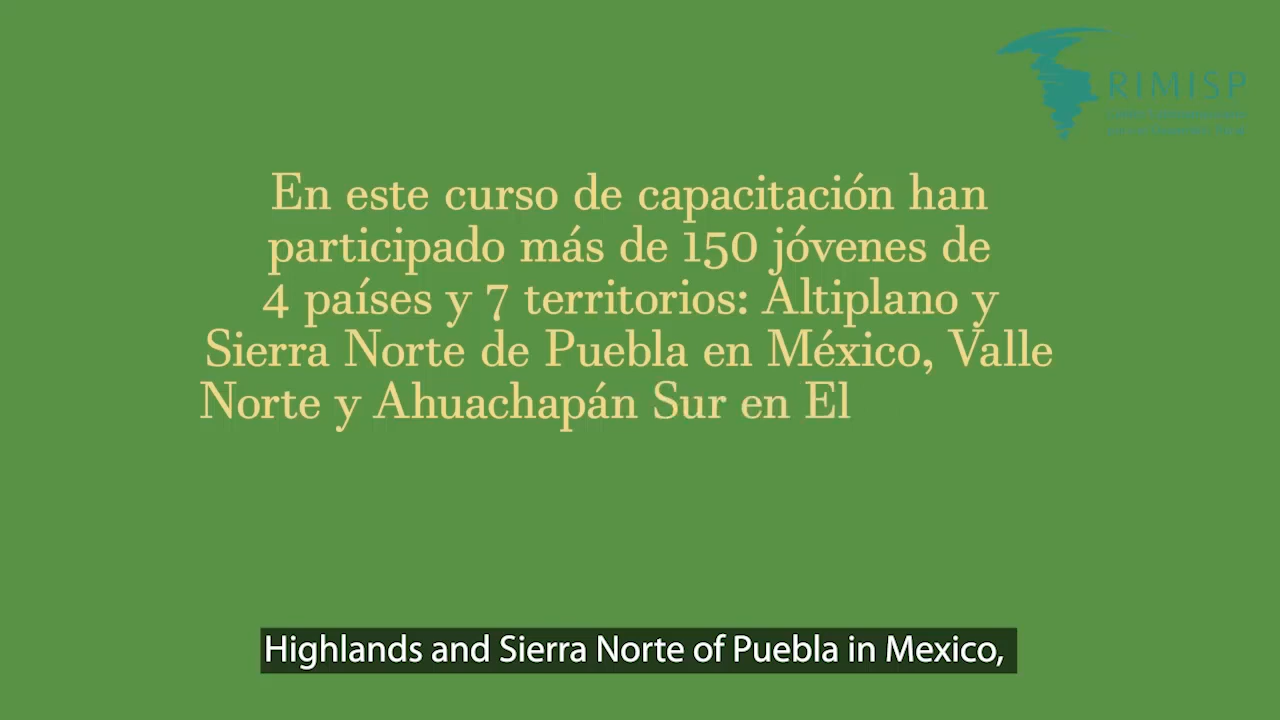 RIMISP
En este curso de capacitación han
participado más de 150 jóvenes de
4 países y 7 territorios: Altiplano y
Sierra Norte de Puebla en México, Valle
Norte y Ahuachapán Sur en El
Highlands and Sierra Norte of Puebla in Mexico,